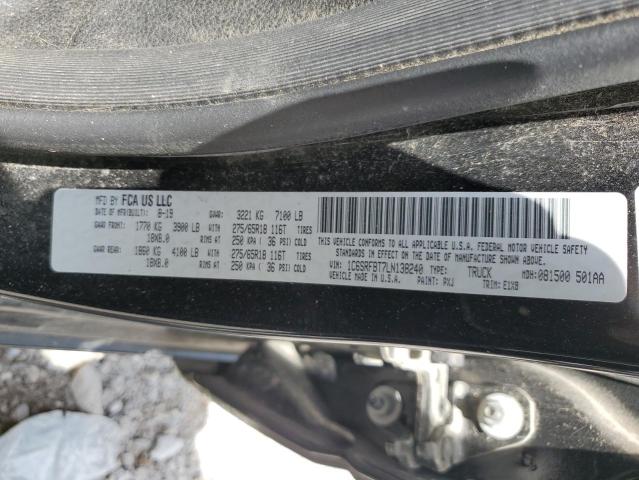 MFD BY FCA US LLC
DATE OF MFR(BUILT): 8-19 GVWR: 3221 KG 7100 LB
GAWR FRONT: 1770 KG 3900 LB WITH 275/65R18 116T TIRES
18X8.0 RIMS AT 250 KPA ( 36 PSI) COLD
GAWR REAR: 1860 KG 4100 LB WITH 275/65R18 116T TIRES
18X8.0 RIMS AT 250 KPA ( 36 PSI) COLD
THIS VEHICLE CONFORMS TO ALL APPLICABLE U.S.A. FEDERAL MOTOR VEHICLE SAFETY
STANDARDS IN EFFECT ON THE DATE OF MANUFACTURE SHOWN ABOVE.
VIN: 1C6SRFBT7LN138240 TYPE: TRUCK MDH: 081500 501AA
VEHICLE MADE IN U.S.A. PAINT: PXJ TRIM: E1X9